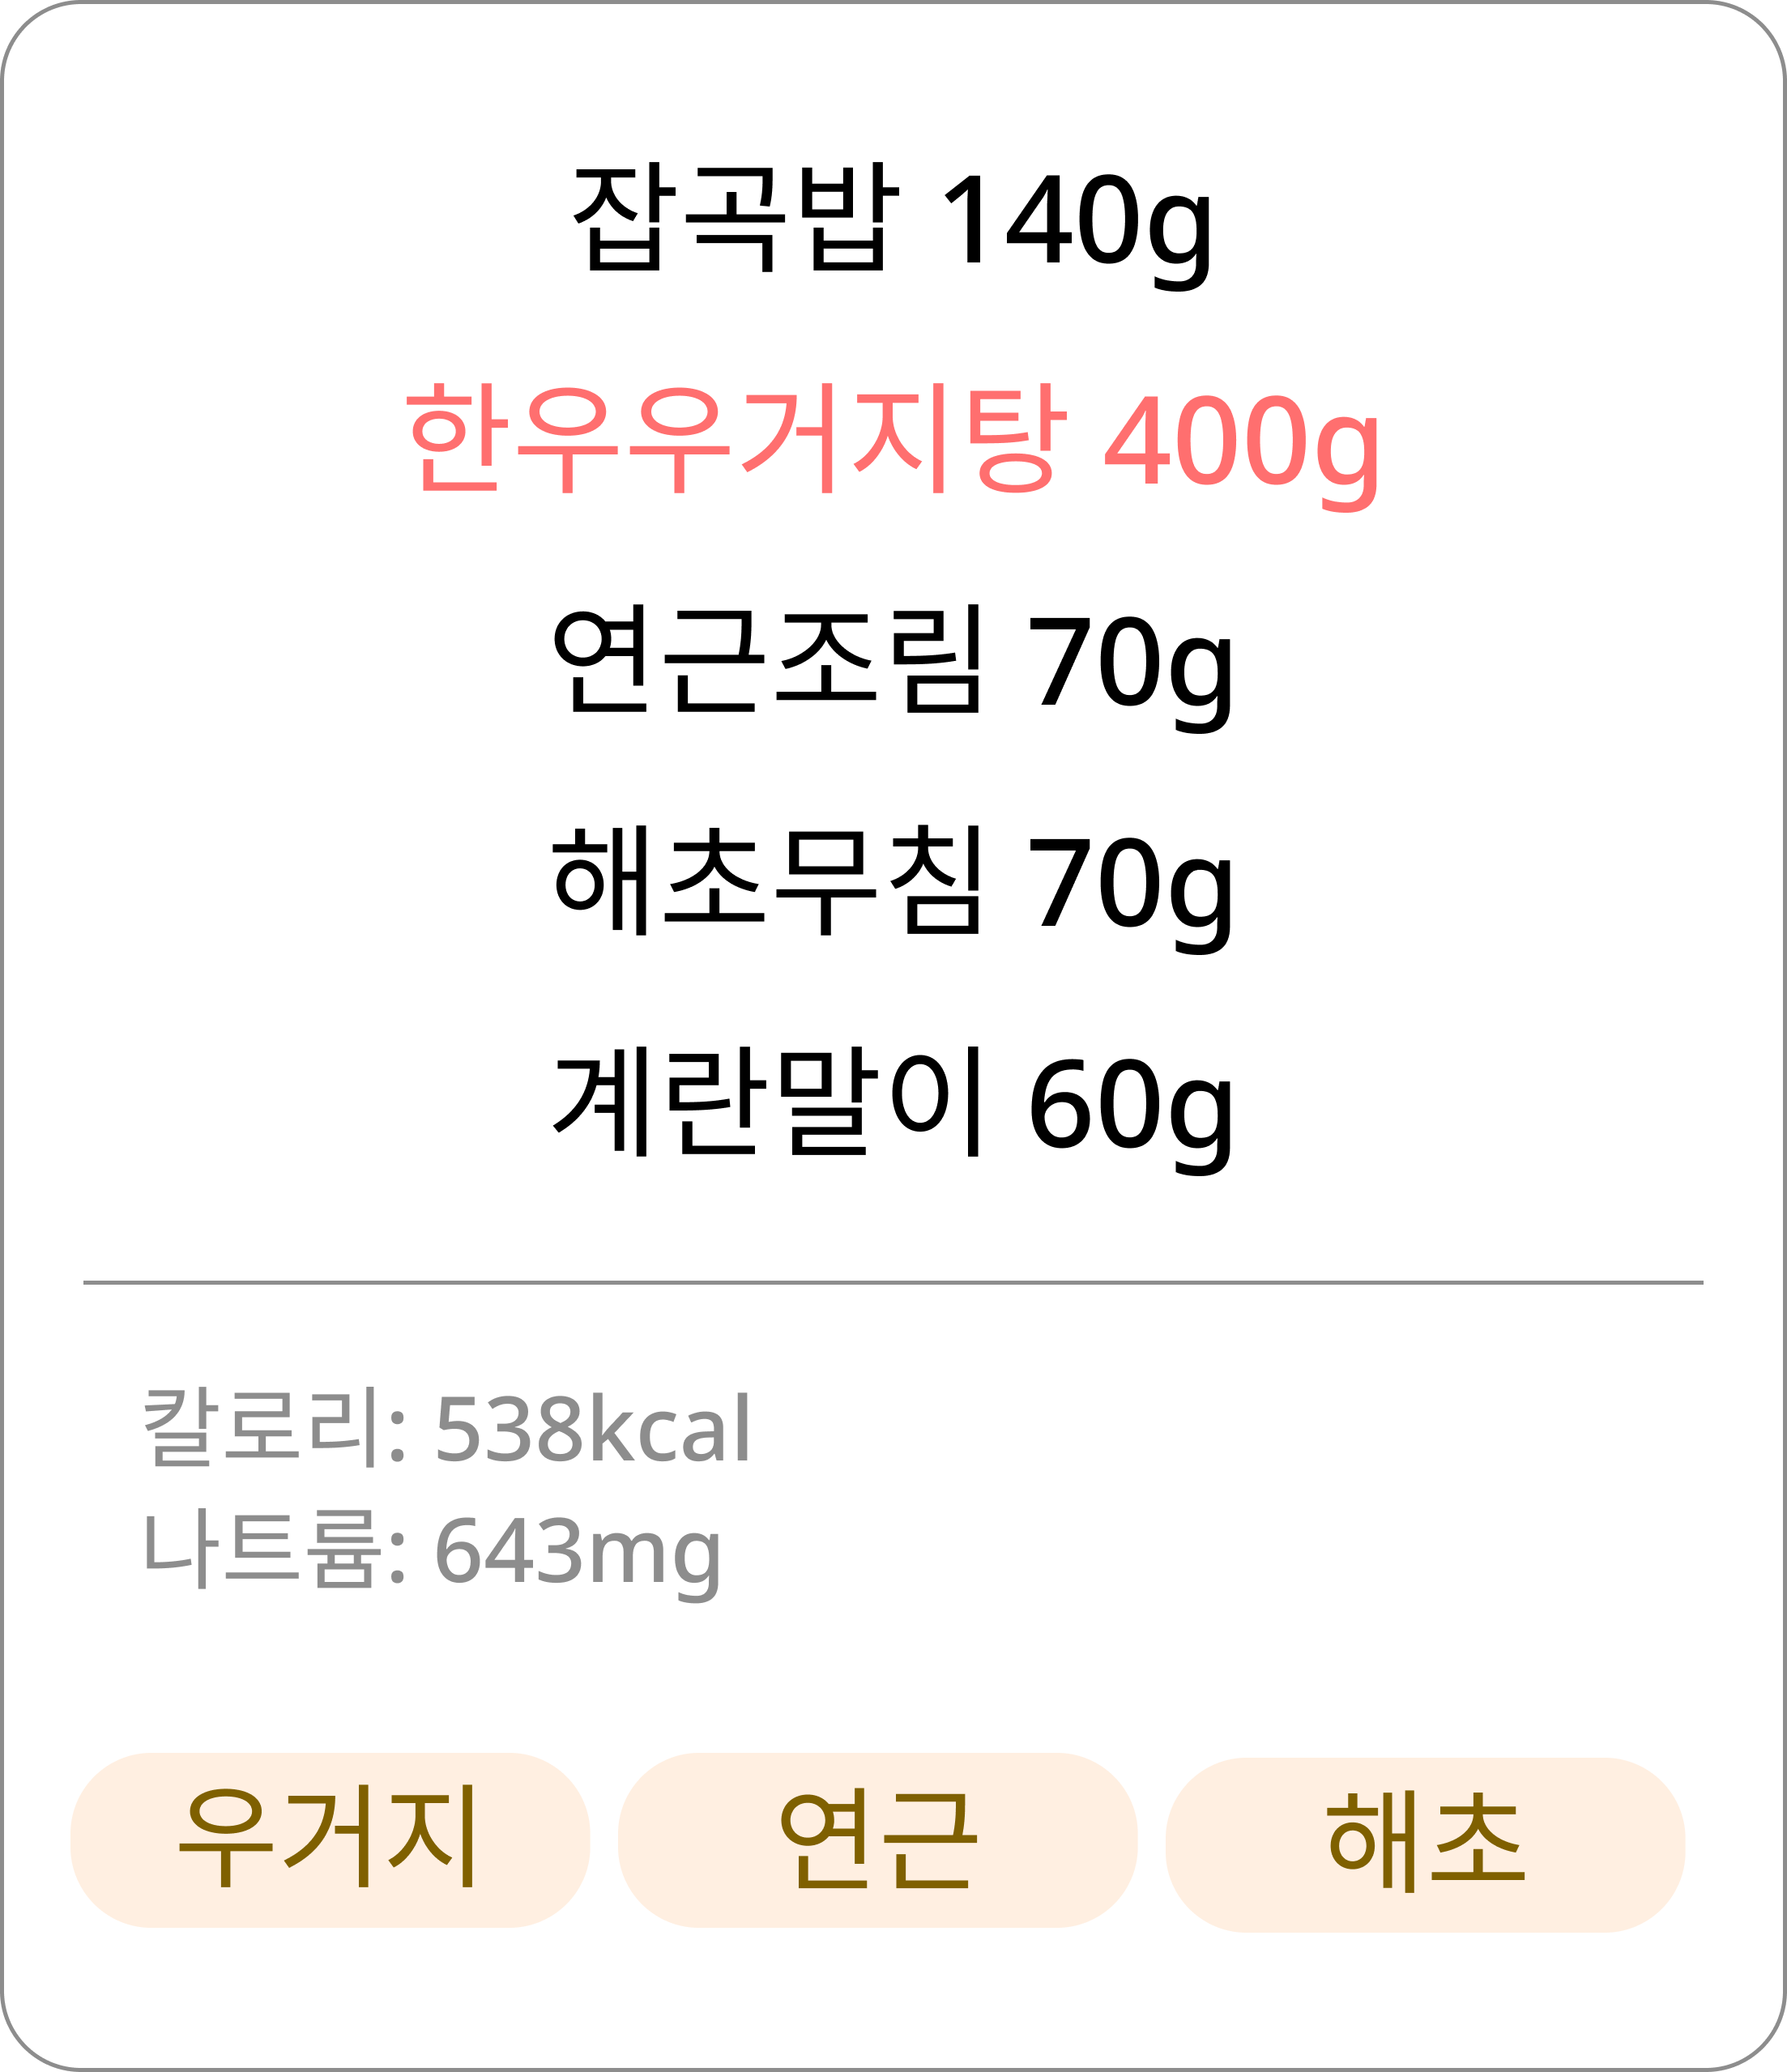 잡곡밥 140g
한우우거지탕 400g
연근조림 70g
해초무침 70g
계란말이 60g
칼로리: 538kcal
나트륨: 643mg
우거지 연근 해초